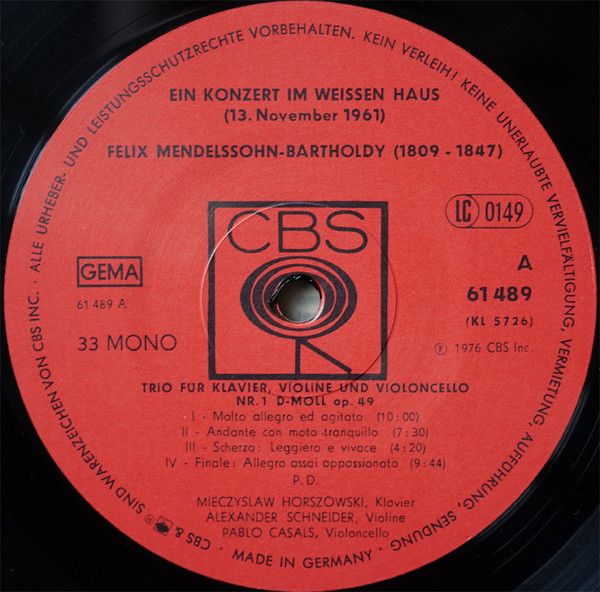 ALLE URHEBER- UND LEISTUNGSSCHUTZRECHTE VORBEHALTEN. KEIN VERLEIH! KEINE UNERLAUBTE VERVIELFÄLTIGUNG, VERMIETUNG, AUFFÜHRUNG, SENDUNG
EIN KONZERT IM WEISSEN HAUS
(13. November 1961)
FELIX MENDELSSOHN-BARTHOLDY (1809 - 1847)
CBS
LC 0149
GEMA
A
61 489 A
61 489
(KL 5726)
33 MONO
℗ 1976 CBS Inc.
TRIO FUR KLAVIER, VIOLINE UND VIOLONCELLO
NR. 1 D-MOLL op. 49
I - Molto allegro ed agitato (10:00)
II - Andante con moto tranquillo (7:30)
III - Scherzo: Leggiero e vivace (4:20)
IV - Finale: Allegro assai appassionato (9:44)
P. D.
MIECZYSLAW HORSZOWSKI, Klavier
ALEXANDER SCHNEIDER, Violine
PABLO CASALS, Violoncello
· MADE IN GERMANY ·
CBS & SIND WARENZEICHEN VON CBS INC. ·